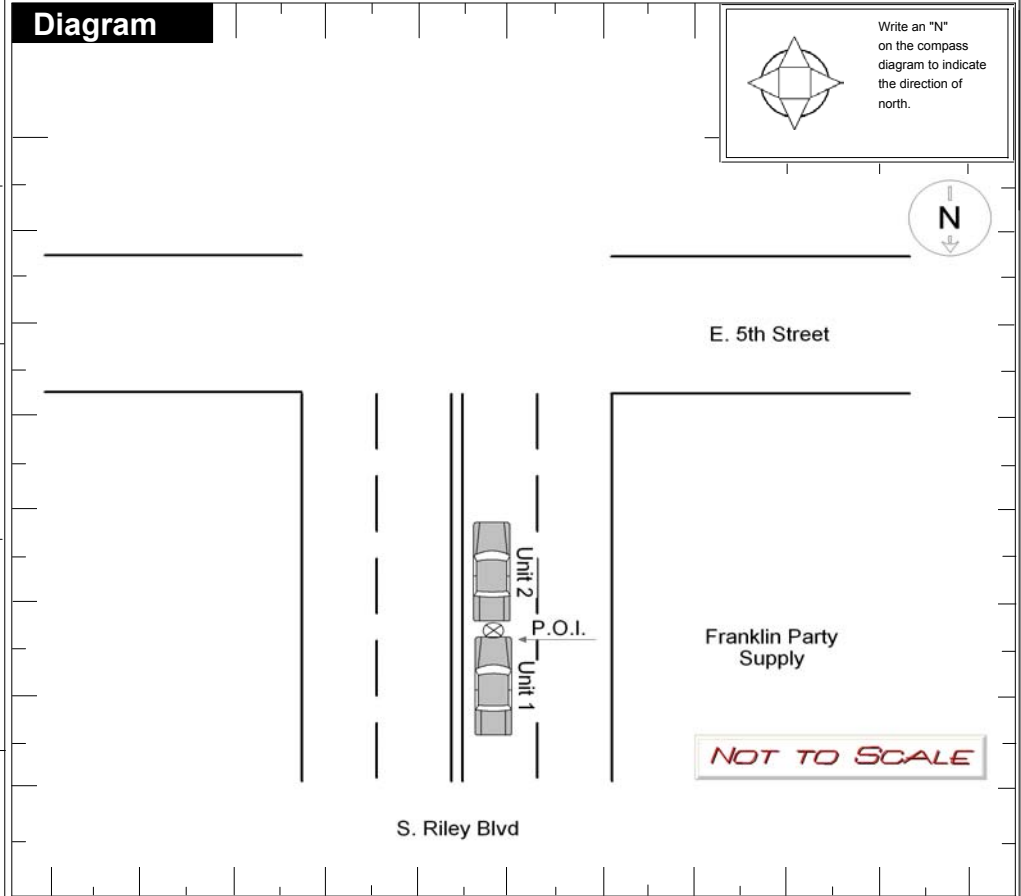 Diagram
Write an "N"
on the compass
diagram to indicate
the direction of
north.
N
E. 5th Street
Unit 2
P.O.I.
Unit 1
Franklin Party
Supply
NOT TO SCALE
S. Riley Blvd